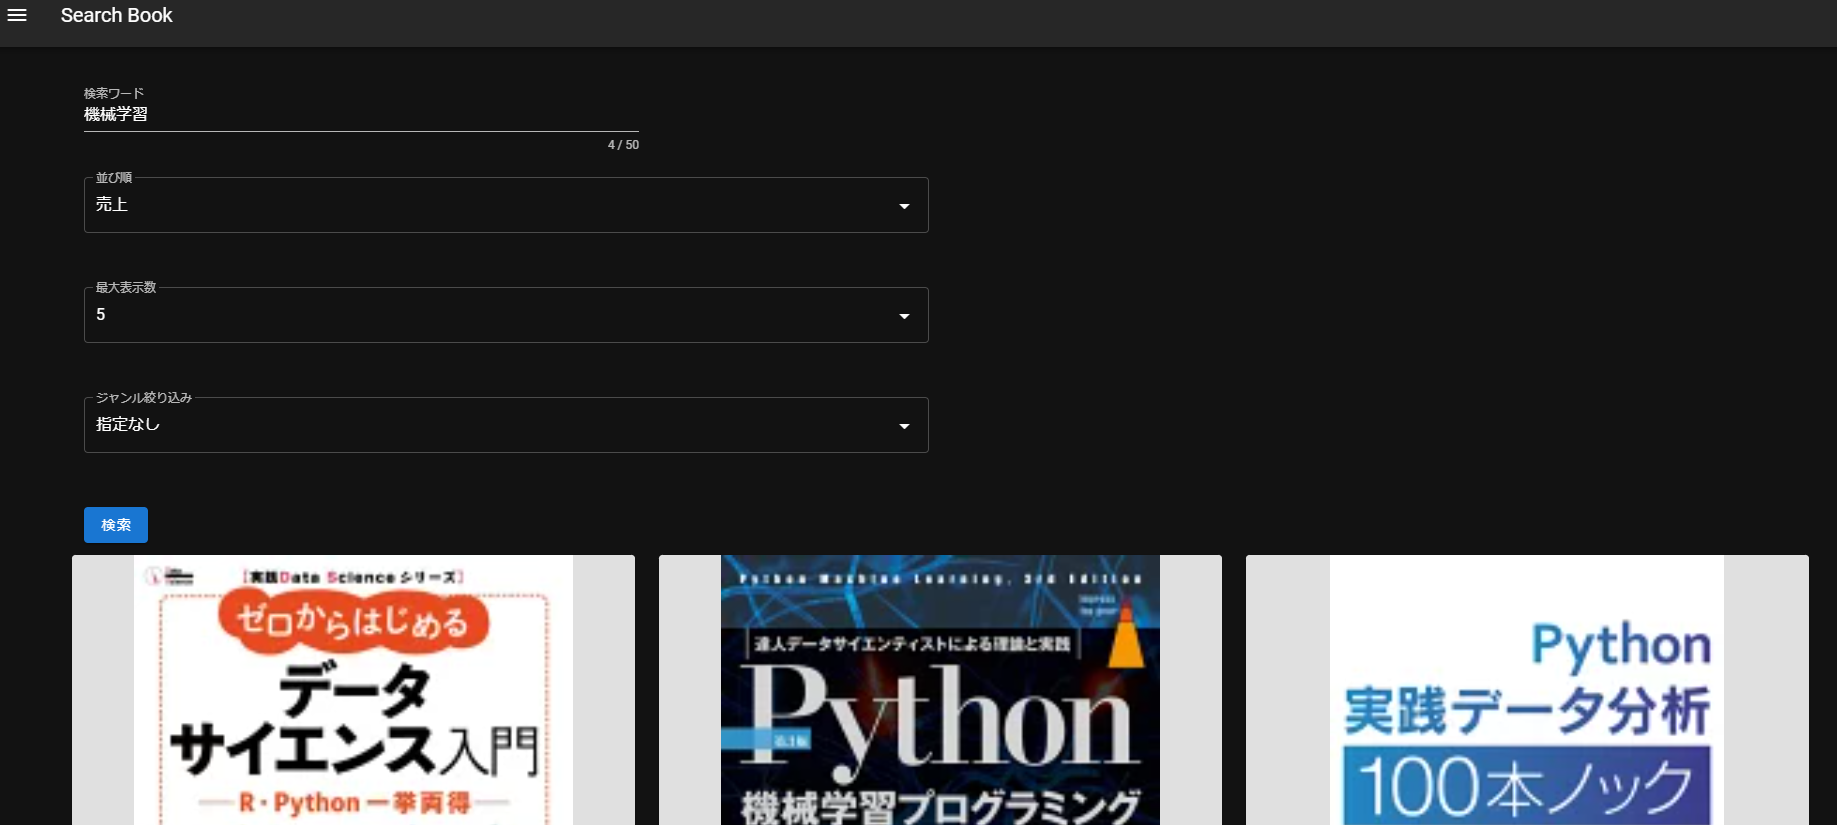 Search Book
検索ワード
機械学習
4 / 50
並び順
売上
最大表示数
5
ジャンル絞り込み
指定なし
検索
[実践Data Scienceシリーズ]
ゼロからはじめる
データ
サイエンス入門
R・Python 一挙両得
Python Machine Learning, 3rd Edition
達人データサイエンティストによる理論と実践
Python
第3版
機械学習プログラミング
Python
実践データ分析
100本ノック